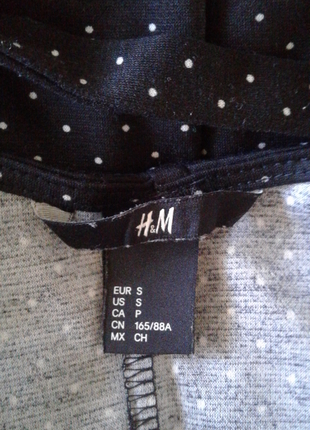 H&M
EUR S
US S
CA P
CN 165/88A
MX CH